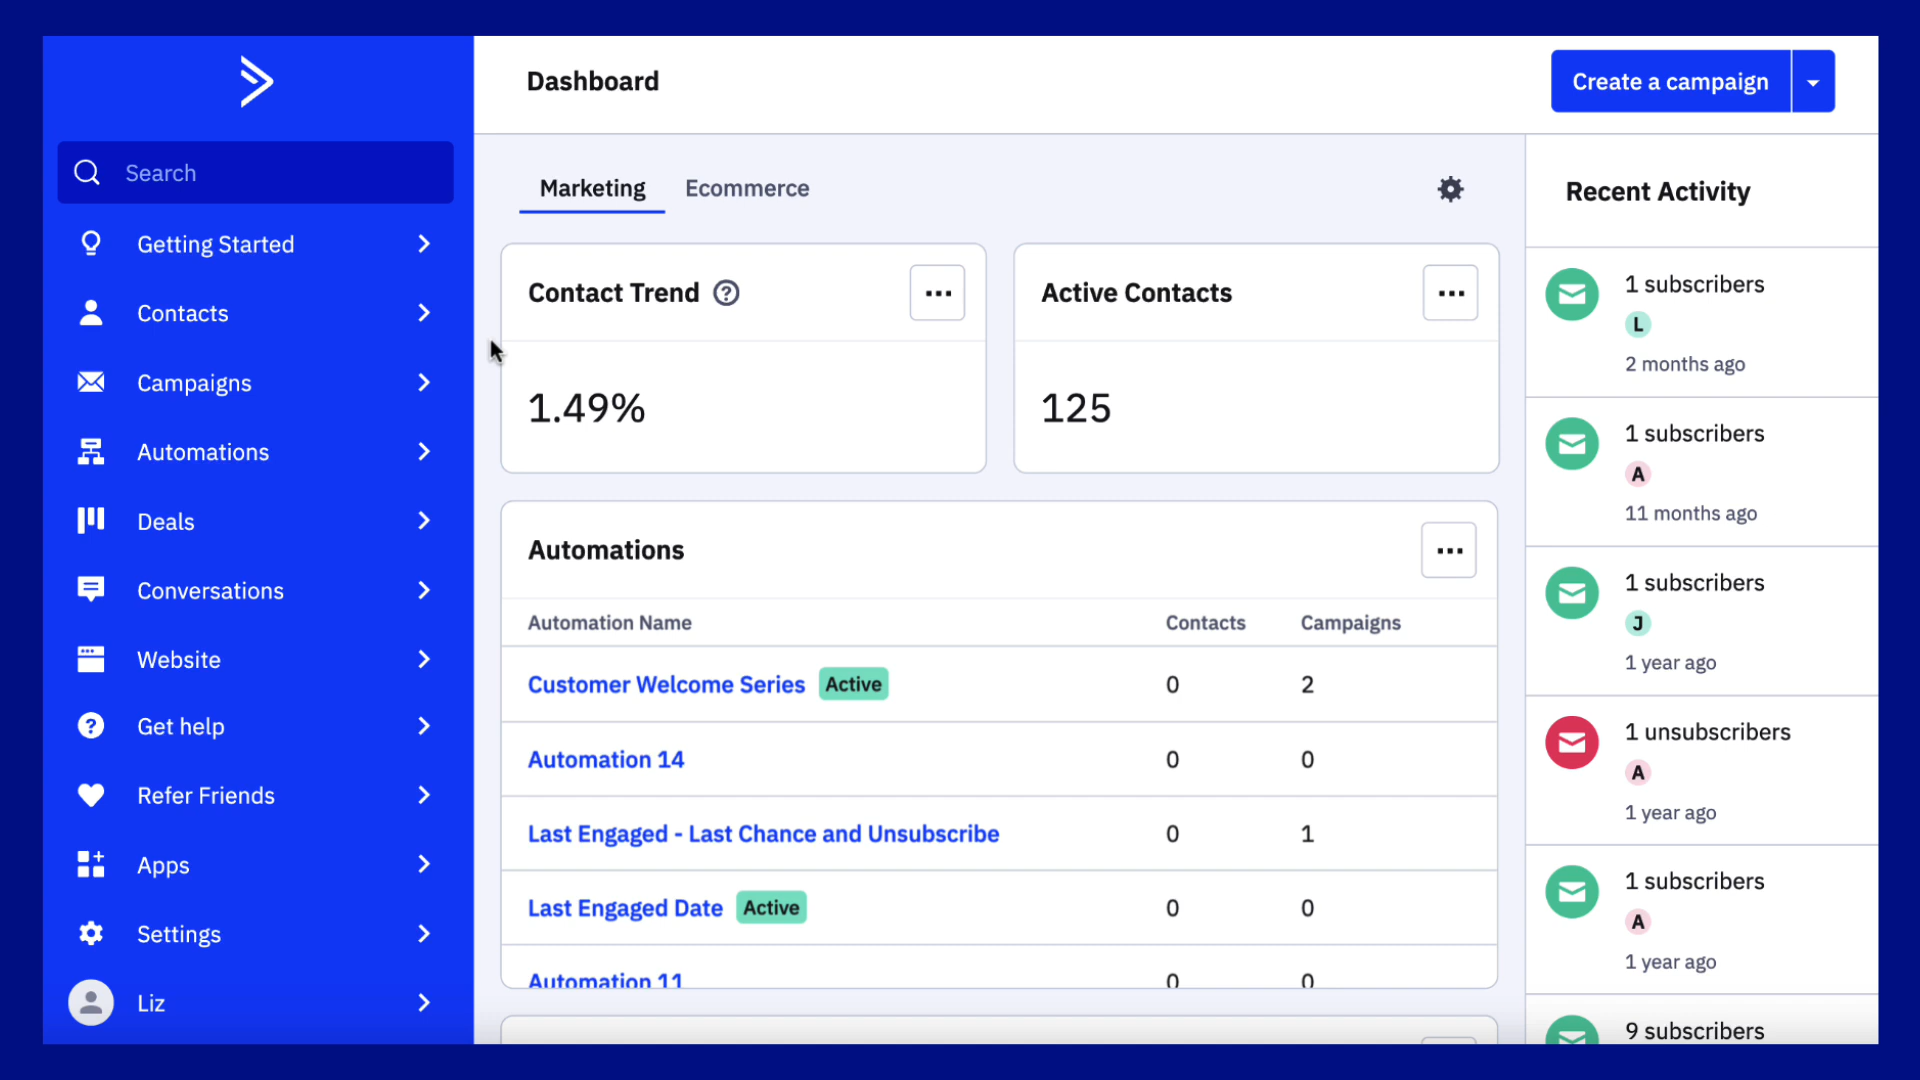 Dashboard
Create a campaign
Search
Getting Started
Contacts
Campaigns
Automations
Deals
Conversations
Website
Get help
Refer Friends
Apps
Settings
Liz
Marketing
Ecommerce
Contact Trend ?
...
1.49%
Active Contacts
...
125
Automations
...
Automation Name Contacts Campaigns
Customer Welcome Series Active 0 2
Automation 14 0 0
Last Engaged - Last Chance and Unsubscribe 0 1
Last Engaged Date Active 0 0
Automation 11 0 0
Recent Activity
1 subscribers
L
2 months ago
1 subscribers
A
11 months ago
1 subscribers
J
1 year ago
1 unsubscribers
A
1 year ago
1 subscribers
A
1 year ago
9 subscribers